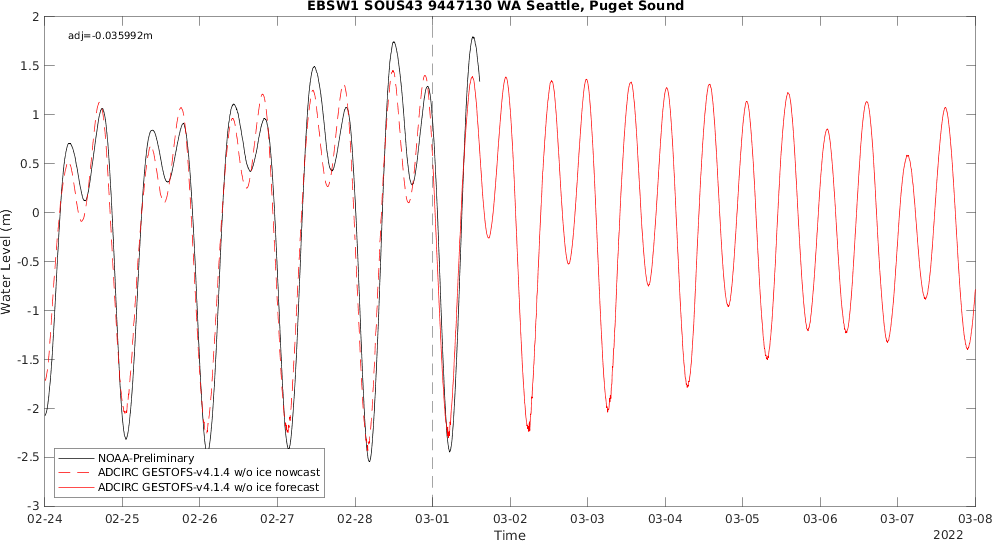 EBSW1 SOUS43 9447130 WA Seattle, Puget Sound
adj=-0.035992m
2
1.5
1
0.5
0
-0.5
-1
-1.5
-2
-2.5
-3
Water Level (m)
NOAA-Preliminary
ADCIRC GESTOFS-v4.1.4 w/o ice nowcast
ADCIRC GESTOFS-v4.1.4 w/o ice forecast
02-24 02-25 02-26 02-27 02-28 03-01 03-02 03-03 03-04 03-05 03-06 03-07 03-08
Time
2022